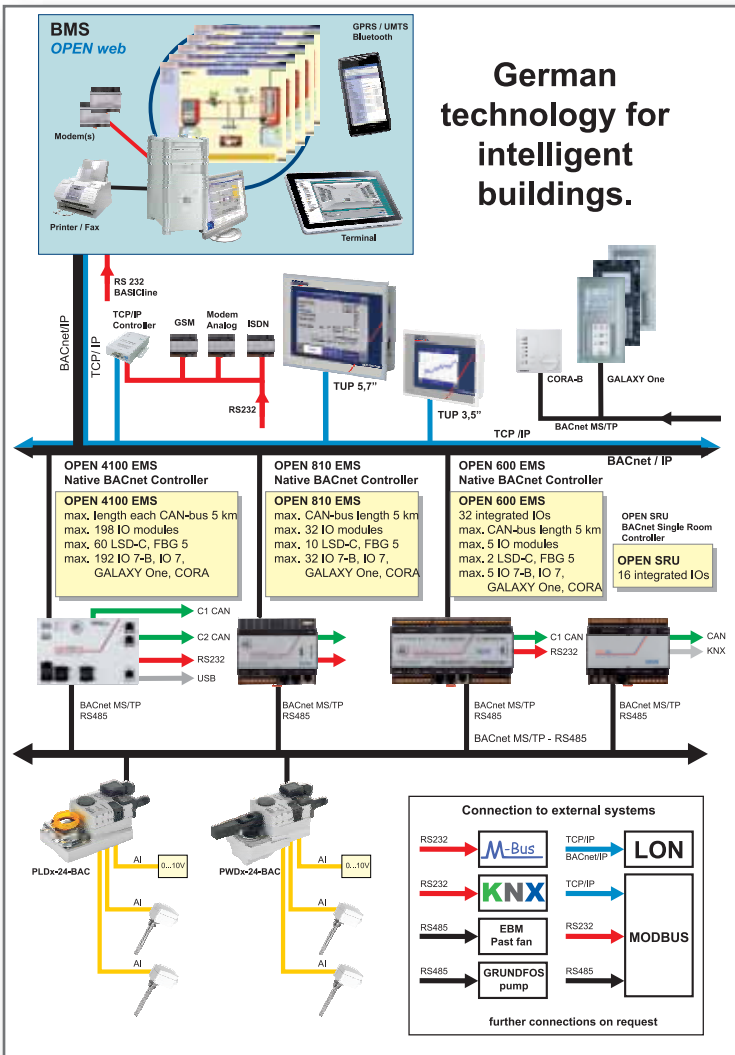 BMS
OPEN web
GPRS / UMTS
Bluetooth
Modem(s)
Printer / Fax
Terminal
German
technology for
intelligent
buildings.
RS 232
BASICline
BACnet/IP
TCP/ IP
TCP/IP
Controller
GSM
Modem
Analog
ISDN
RS232
TUP 5,7”
TUP 3,5”
CORA-B
GALAXY One
BACnet MS/TP
TCP /IP
BACnet / IP
OPEN 4100 EMS
Native BACnet Controller
OPEN 4100 EMS
max. length each CAN-bus 5 km
max. 198 IO modules
max. 60 LSD-C, FBG 5
max. 192 IO 7-B, IO 7,
GALAXY One, CORA
OPEN 810 EMS
Native BACnet Controller
OPEN 810 EMS
max. CAN-bus length 5 km
max. 32 IO modules
max. 10 LSD-C, FBG 5
max. 32 IO 7-B, IO 7,
GALAXY One, CORA
OPEN 600 EMS
Native BACnet Controller
OPEN 600 EMS
32 integrated IOs
max. CAN-bus length 5 km
max. 5 IO modules
max. 2 LSD-C, FBG 5
max. 5 IO 7-B, IO 7,
GALAXY One, CORA
OPEN SRU
BACnet Single Room
Controller
OPEN SRU
16 integrated IOs
C1 CAN
C2 CAN
RS232
USB
C1 CAN
RS232
CAN
KNX
BACnet MS/TP
RS485
BACnet MS/TP
RS485
BACnet MS/TP
RS485
BACnet MS/TP
RS485
BACnet MS/TP - RS485
PLDx-24-BAC
AI
0...10V
AI
AI
PWDx-24-BAC
AI
0...10V
AI
AI
Connection to external systems
RS232
M-Bus
TCP/IP
BACnet/IP
LON
RS232
KNX
TCP/IP
RS485
EBM
Past fan
RS232
MODBUS
RS485
GRUNDFOS
pump
RS485
further connections on request